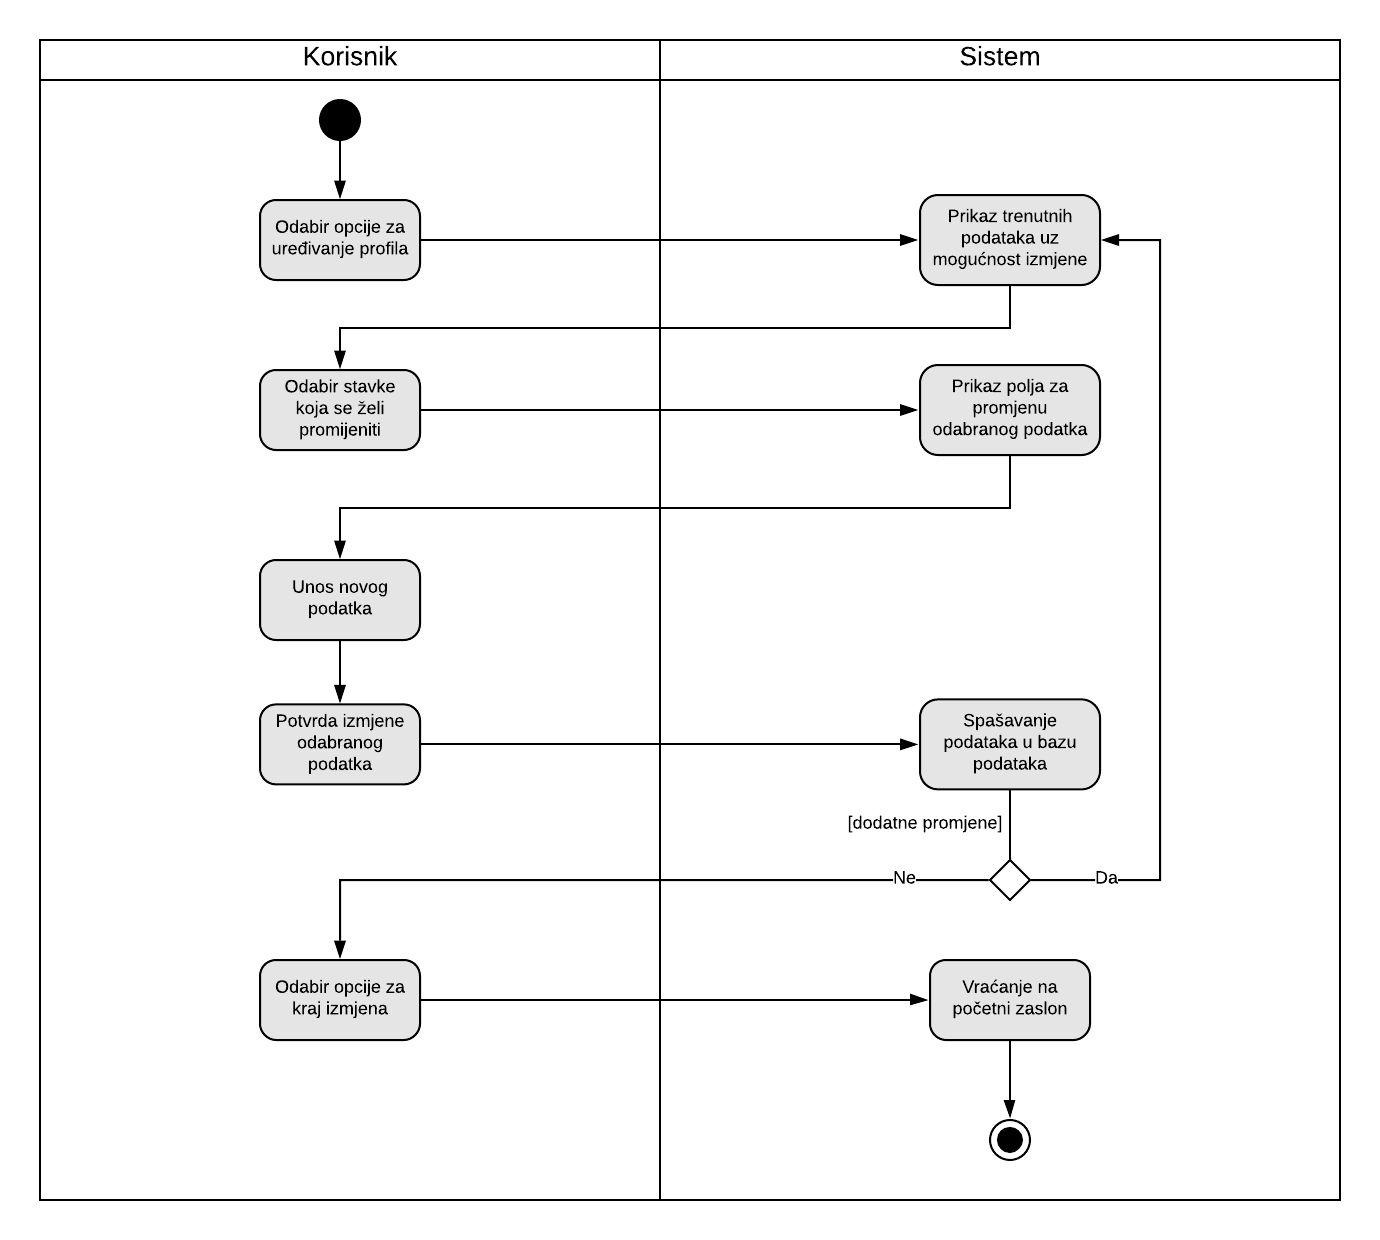 Korisnik
Sistem
Odabir opcije za
uređivanje profila
Prikaz trenutnih
podataka uz
mogućnost izmjene
Odabir stavke
koja se želi
promijeniti
Prikaz polja za
promjenu
odabranog podatka
Unos novog
podatka
Potvrda izmjene
odabranog
podatka
Spašavanje
podataka u bazu
podataka
[dodatne promjene]
Ne
Da
Odabir opcije za
kraj izmjena
Vraćanje na
početni zaslon